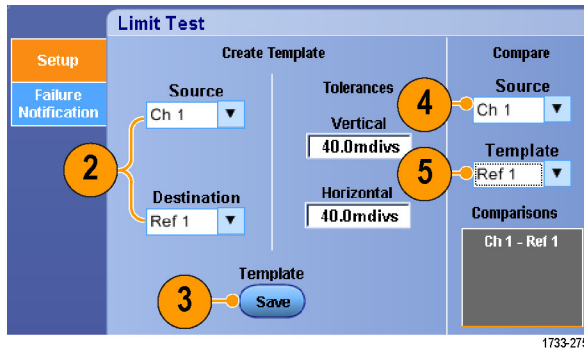 Limit Test
Setup
Failure
Notification
Create Template
Source
Ch 1
2
Destination
Ref 1
Tolerances
Vertical
40.0mdivs
Horizontal
40.0mdivs
3
Template
Save
Compare
4
Source
Ch 1
5
Template
Ref 1
Comparisons
Ch 1 - Ref 1